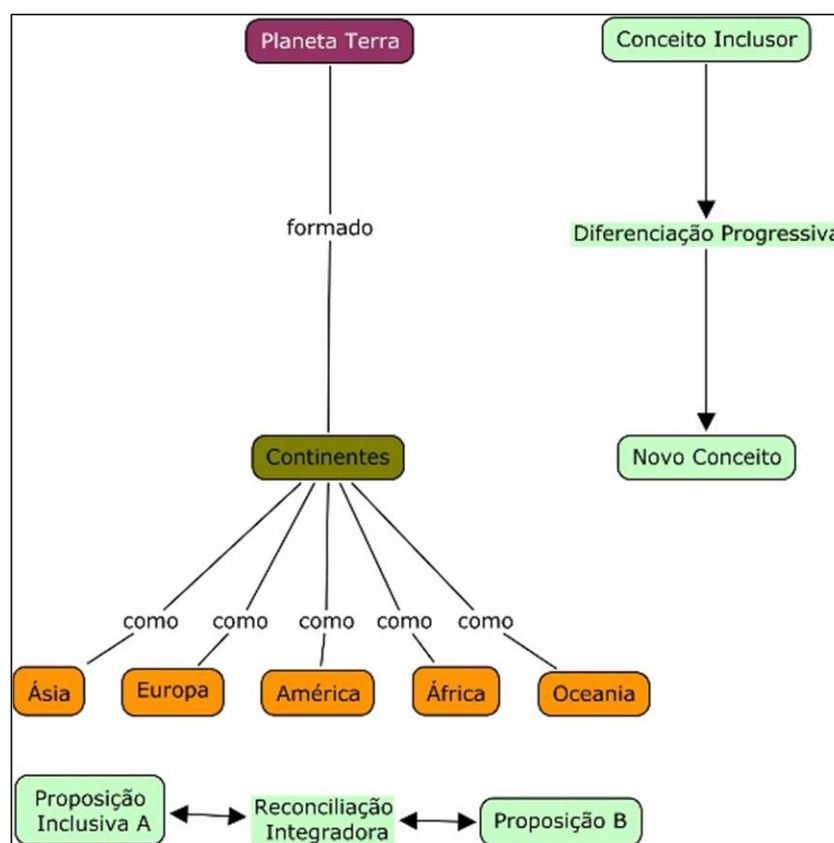 Planeta Terra
Conceito Inclusor
formado
Diferenciação Progressiva
Continentes
Novo Conceito
como
como
como
como
como
Ásia
Europa
América
África
Oceania
Proposição
Inclusiva A
Reconciliação
Integradora
Proposição B